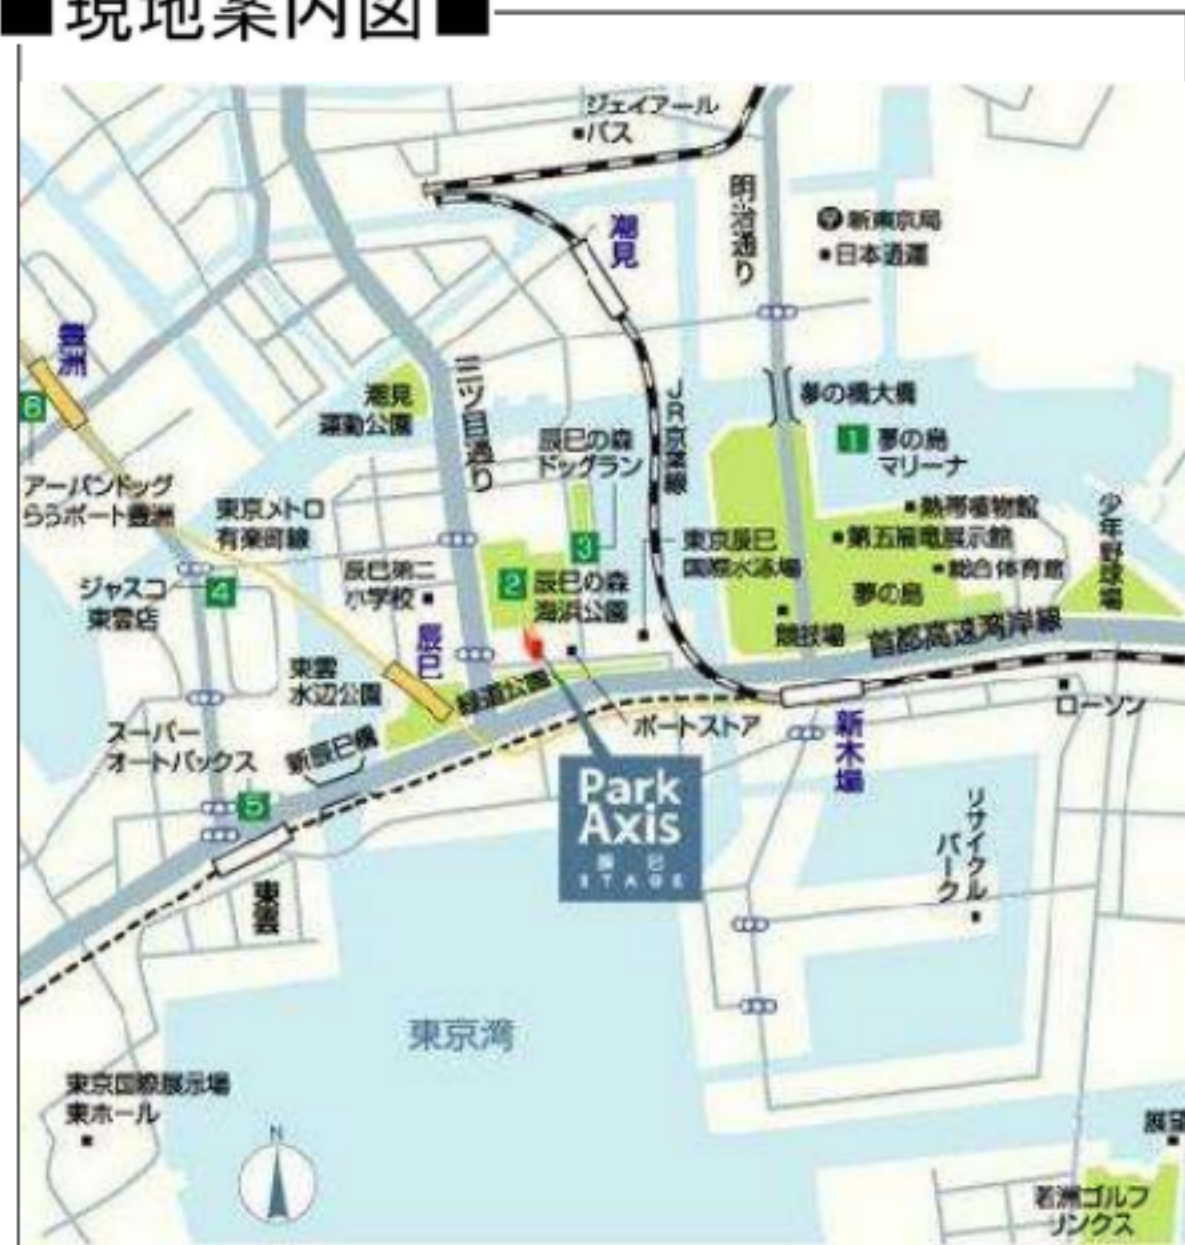 ■現地案内図■
ジェイアール
バス
潮見
明治通り
新東京局
日本通運
豊洲
6
潮見
運動公園
三ツ目通り
JR京葉線
夢の橋大橋
1
夢の島
マリーナ
辰巳の森
ドッグラン
アーバンドッグ
ららポート豊洲
東京メトロ
有楽町線
熱帯植物館
第五福竜展示館
総合体育館
少年野球場
3
東京辰巳
国際水泳場
辰巳第二
小学校
2
辰巳の森
海浜公園
夢の島
競技場
首都高速湾岸線
ジャスコ
東雲店
4
辰巳
東雲
水辺公園
緑道公園
ポートストア
新木場
ローソン
スーパー
オートバックス
新辰巳橋
5
東雲
Park
Axis
辰巳
STAGE
リサイクル
パーク
東京湾
東京国際展示場
東ホール
N
展望
若洲ゴルフ
リンクス